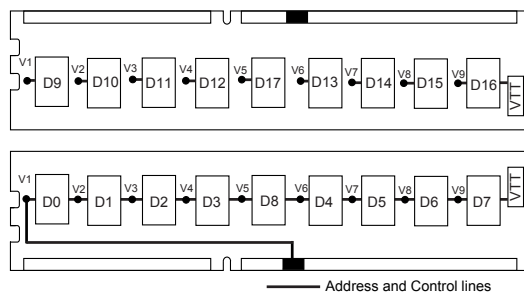 V1 V2 V3 V4 V5 V6 V7 V8 V9
D9 D10 D11 D12 D17 D13 D14 D15 D16
VTT
V1 V2 V3 V4 V5 V6 V7 V8 V9
VTT
D0 D1 D2 D3 D8 D4 D5 D6 D7
Address and Control lines